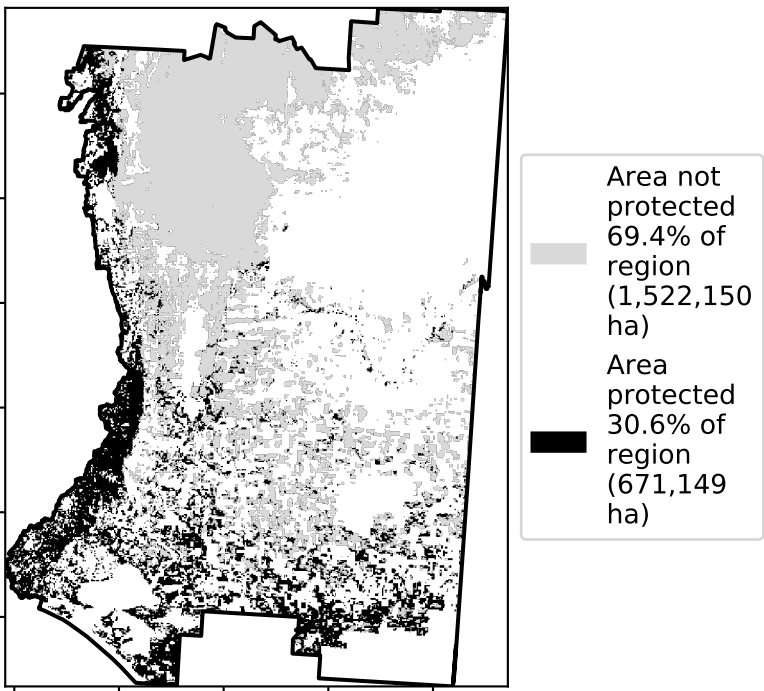 Area not
protected
69.4% of
region
(1,522,150
ha)
Area
protected
30.6% of
region
(671,149
ha)